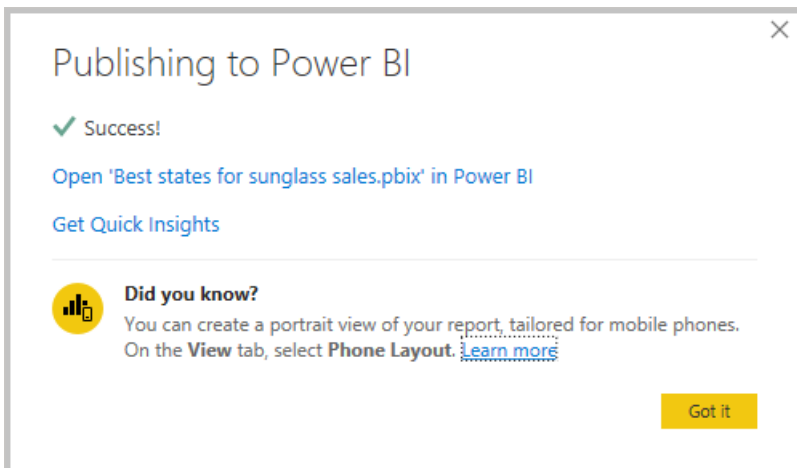 Publishing to Power BI
Success!
Open 'Best states for sunglass sales.pbix' in Power BI
Get Quick Insights
Did you know?
You can create a portrait view of your report, tailored for mobile phones.
On the View tab, select Phone Layout. Learn more
Got it